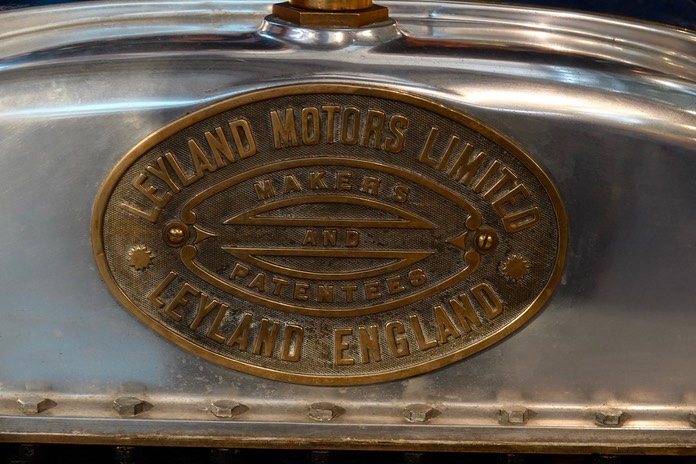 LEYLAND MOTORS LIMITED
MAKERS
AND
PATENTEES
LEYLAND ENGLAND